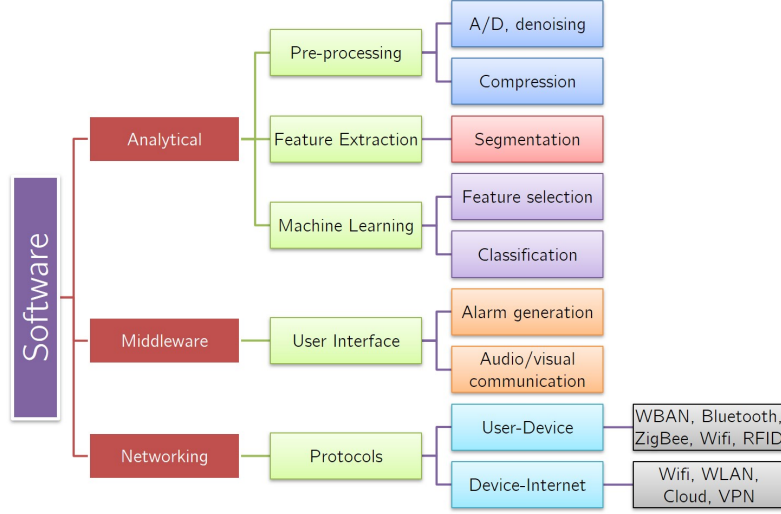 Software
Analytical
Pre-processing
A/D, denoising
Compression
Feature Extraction
Segmentation
Machine Learning
Feature selection
Classification
Middleware
User Interface
Alarm generation
Audio/visual
communication
Networking
Protocols
User-Device
WBAN, Bluetooth,
ZigBee, Wifi, RFID
Device-Internet
Wifi, WLAN,
Cloud, VPN